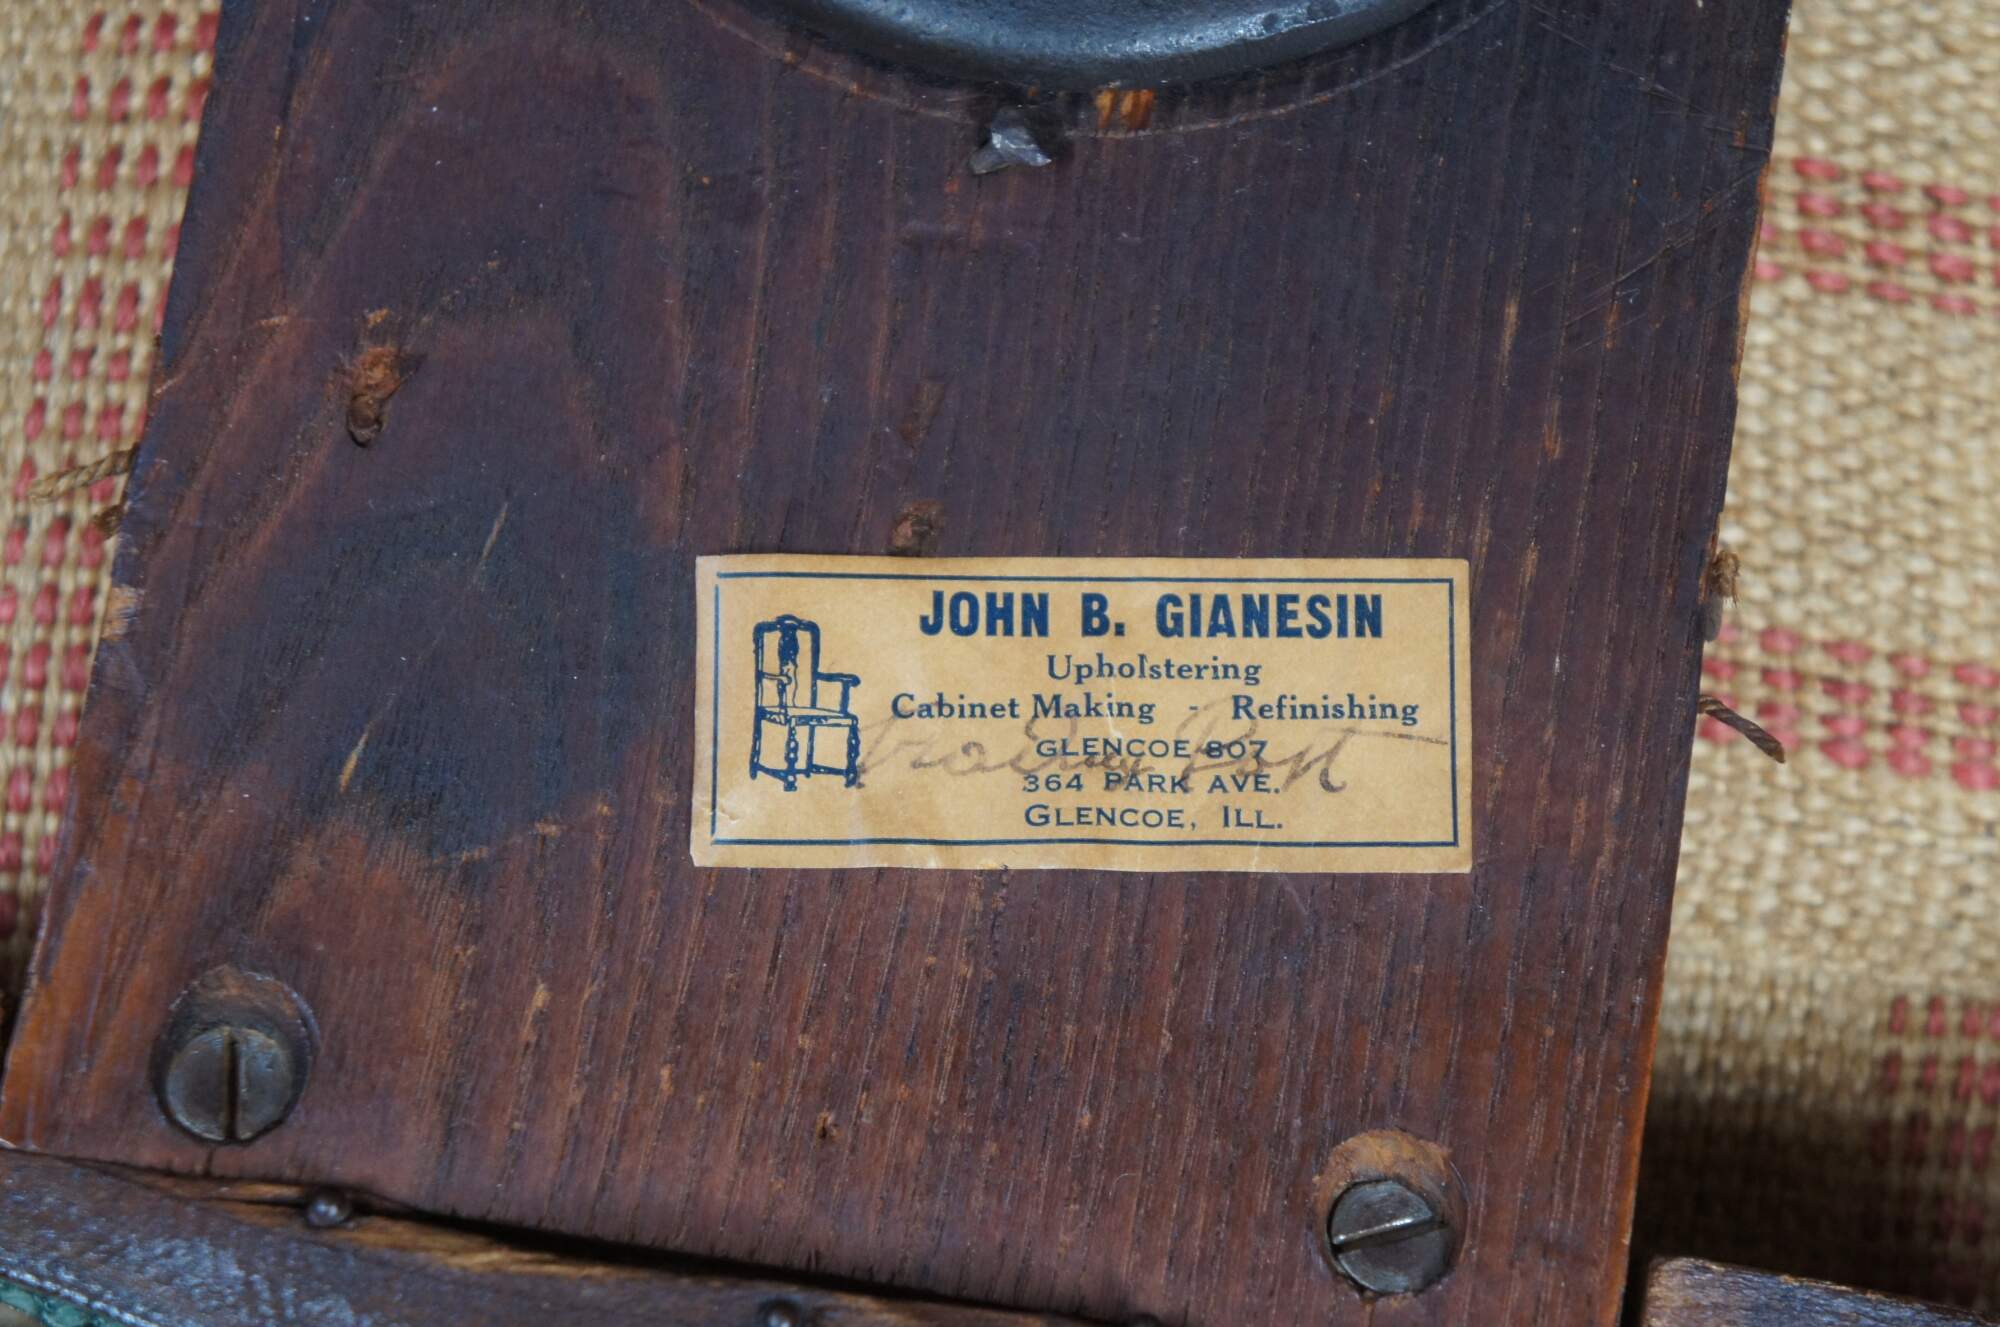 JOHN B. GIANESIN
Upholstering
Cabinet Making - Refinishing
GLENCOE 807
364 PARK AVE.
GLENCOE, ILL.